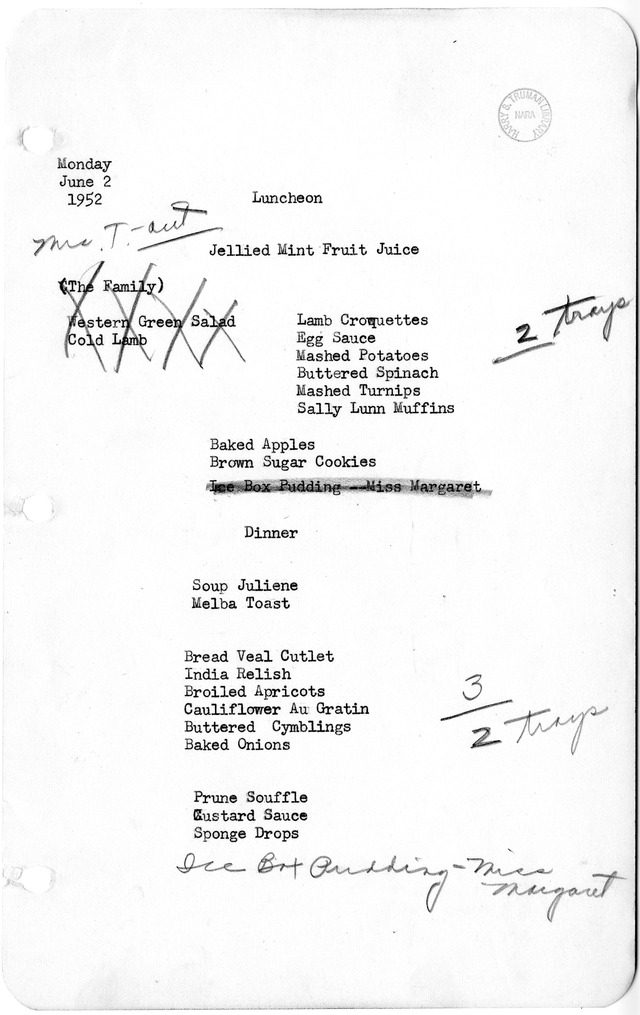 HARRY S. TRUMAN LIBRARY
NARA
Monday
June 2
1952
Luncheon
Mrs. T. - out
Jellied Mint Fruit Juice
(The Family)
Western Green Salad
Cold Lamb
Lamb Croquettes
Egg Sauce
Mashed Potatoes
Buttered Spinach
Mashed Turnips
Sally Lunn Muffins
2 trays
Baked Apples
Brown Sugar Cookies
Ice Box Pudding --Miss Margaret
Dinner
Soup Juliene
Melba Toast
Bread Veal Cutlet
India Relish
Broiled Apricots
Cauliflower Au Gratin
Buttered Cymblings
Baked Onions
3
2 trays
Prune Souffle
Custard Sauce
Sponge Drops
Ice Box Pudding - Miss
Margaret